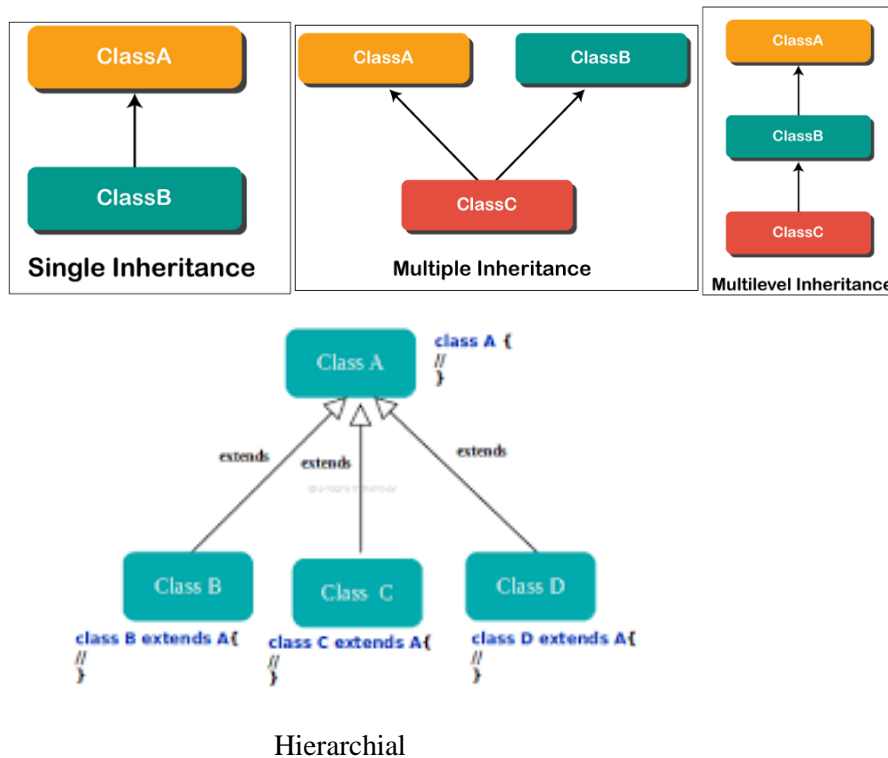 ClassA
ClassB
Single Inheritance
ClassA
ClassB
ClassC
Multiple Inheritance
ClassA
ClassB
ClassC
Multilevel Inheritance
Class A
class A {
//
}
extends
extends
extends
Class B
Class C
Class D
class B extends A{
//
}
class C extends A{
//
}
class D extends A{
//
}
Hierarchial